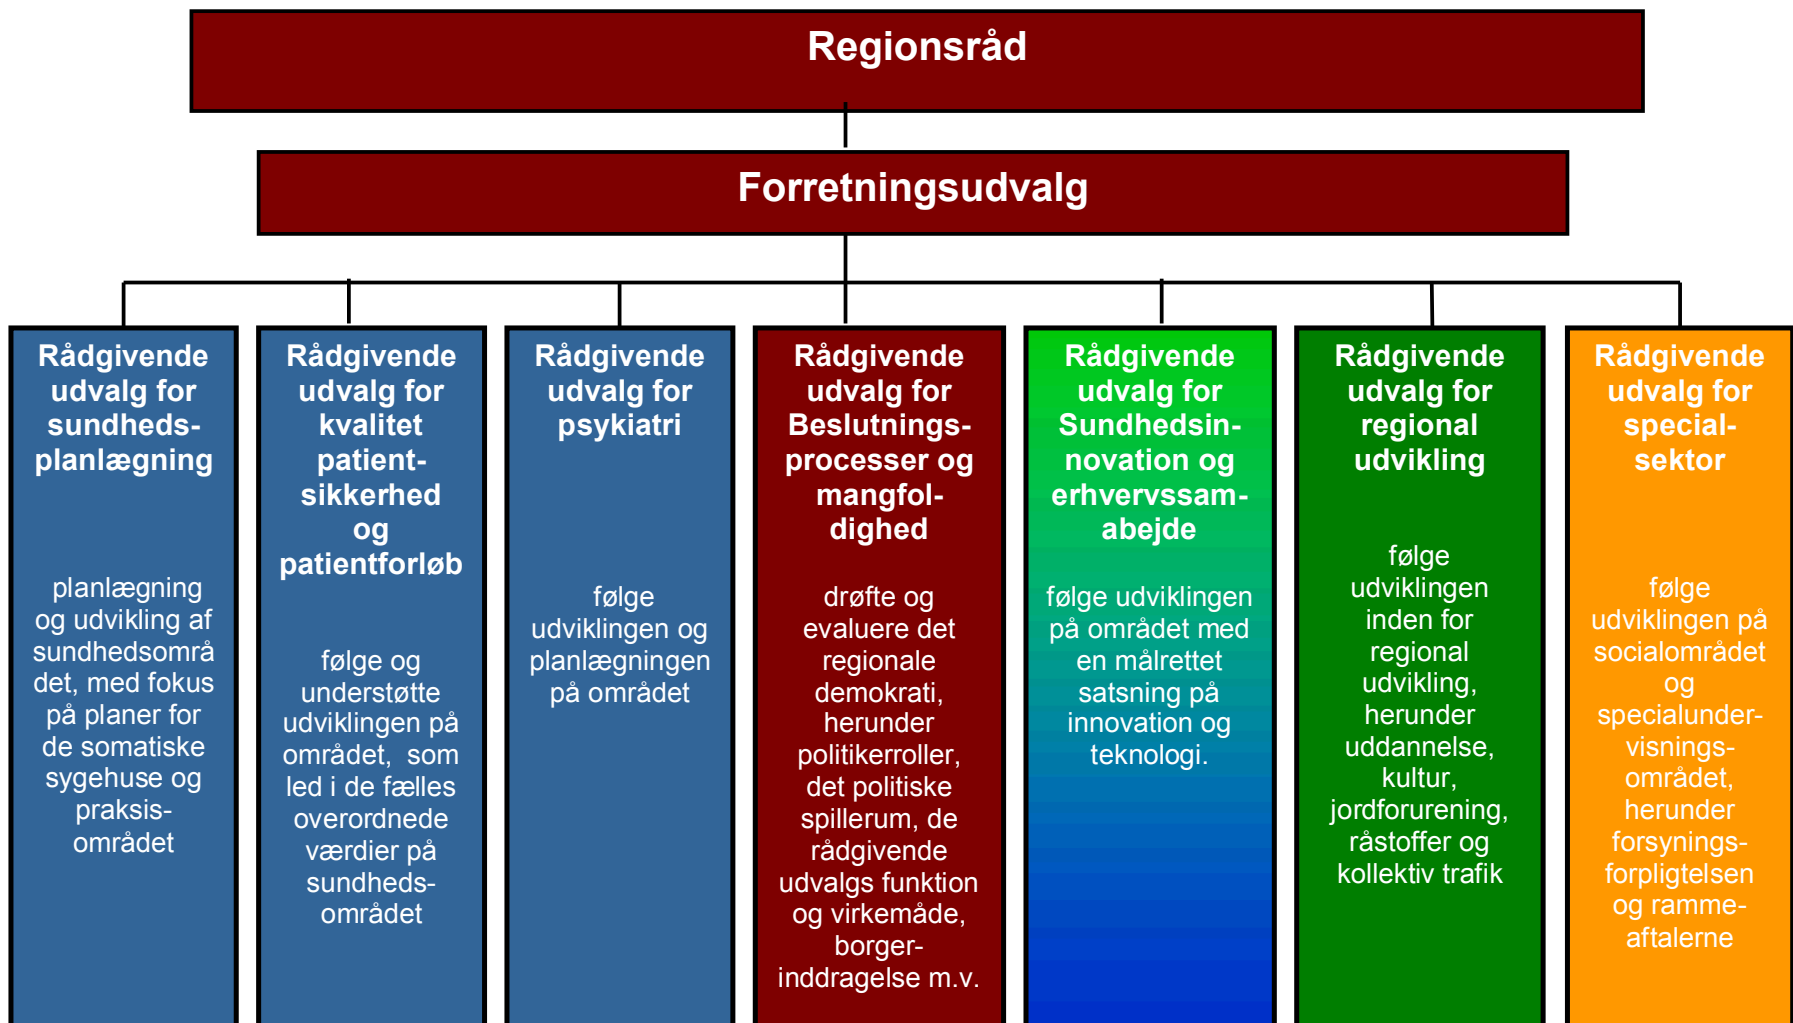 Regionsråd
Forretningsudvalg
Rådgivende
udvalg for
sundheds-
planlægning
planlægning
og udvikling af
sundhedsområ
det, med fokus
på planer for
de somatiske
sygehuse og
praksis-
området
Rådgivende
udvalg for
kvalitet
patient-
sikkerhed
og
patientforløb
følge og
understøtte
udviklingen på
området, som
led i de fælles
overordnede
værdier på
sundheds-
området
Rådgivende
udvalg for
psykiatri
følge
udviklingen og
planlægningen
på området
Rådgivende
udvalg for
Beslutnings-
processer og
mangfol-
dighed
drøfte og
evaluere det
regionale
demokrati,
herunder
politikerroller,
det politiske
spillerum, de
rådgivende
udvalgs funktion
og virkemåde,
borger-
inddragelse m.v.
Rådgivende
udvalg for
Sundhedsin-
novation og
erhvervssam-
abejde
følge udviklingen
på området med
en målrettet
satsning på
innovation og
teknologi.
Rådgivende
udvalg for
regional
udvikling
følge
udviklingen
inden for
regional
udvikling,
herunder
uddannelse,
kultur,
jordforurening,
råstoffer og
kollektiv trafik
Rådgivende
udvalg for
special-
sektor
følge
udviklingen på
socialområdet
og
specialunder-
visnings-
området,
herunder
forsynings-
forpligtelsen
og ramme-
aftalerne